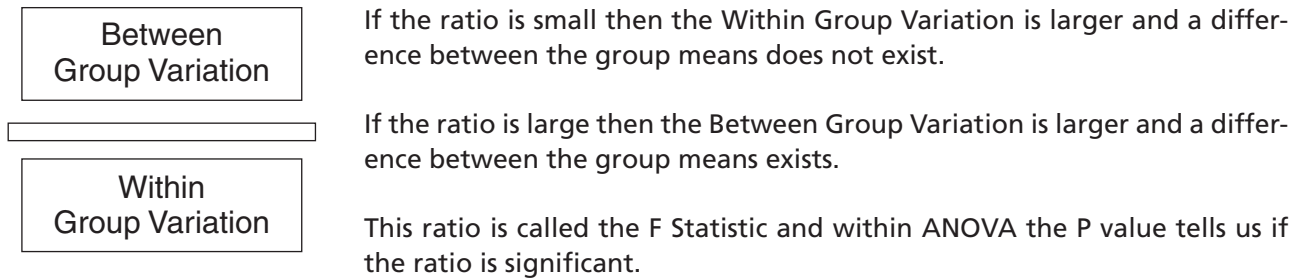 Between
Group Variation
Within
Group Variation
If the ratio is small then the Within Group Variation is larger and a differ-
ence between the group means does not exist.
If the ratio is large then the Between Group Variation is larger and a differ-
ence between the group means exists.
This ratio is called the F Statistic and within ANOVA the P value tells us if
the ratio is significant.